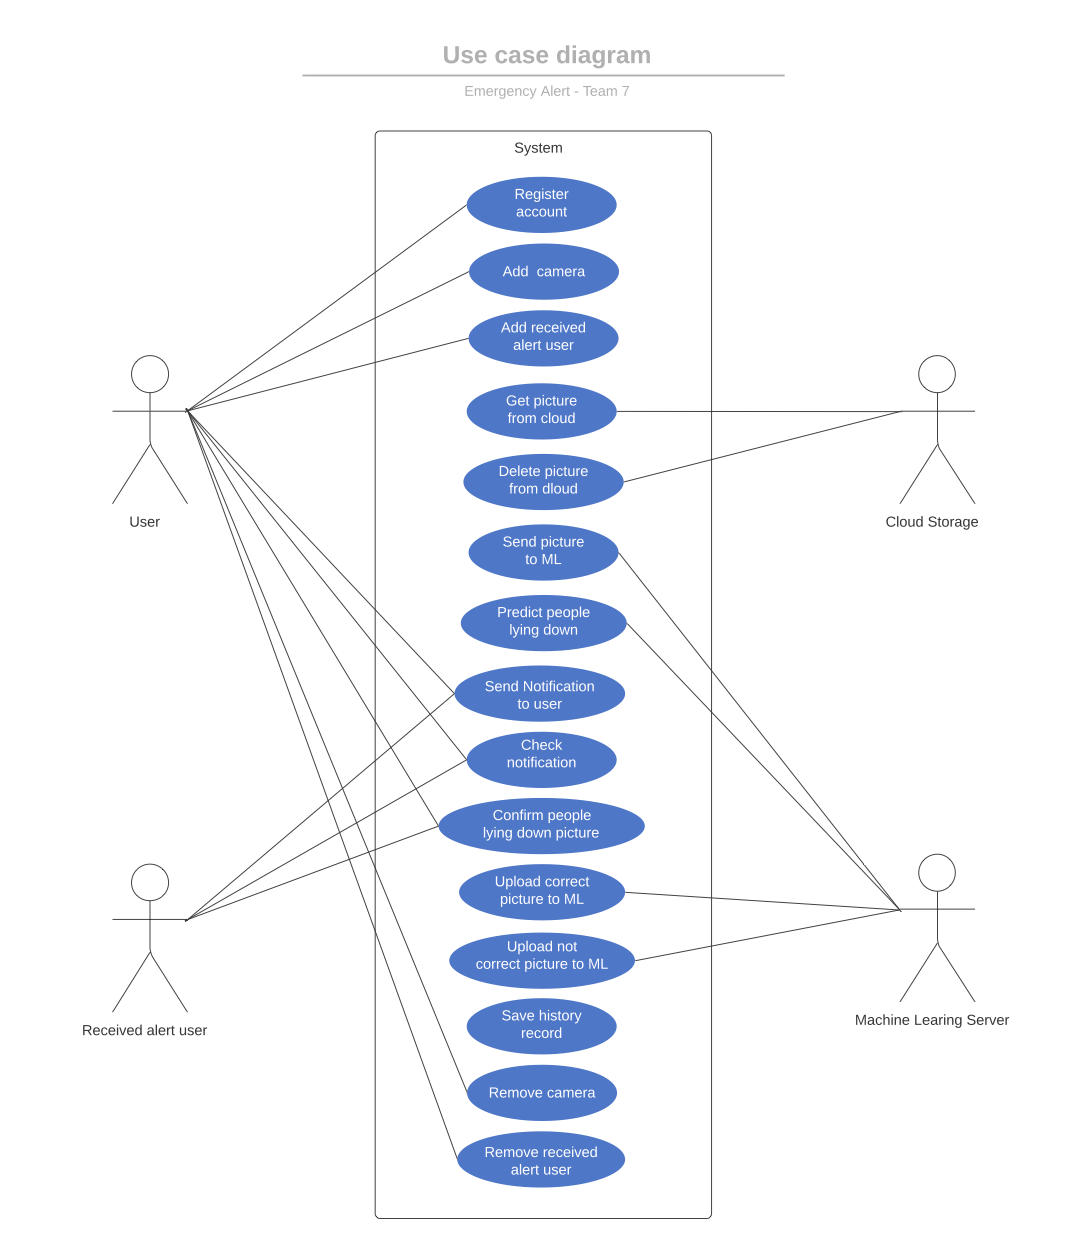 Use case diagram
Emergency Alert - Team 7
System
Register
account
Add  camera
Add received
alert user
Get picture
from cloud
Delete picture
from dloud
Send picture
to ML
Predict people
lying down
Send Notification
to user
Check
notification
Confirm people
lying down picture
Upload correct
picture to ML
Upload not
correct picture to ML
Save history
record
Remove camera
Remove received
alert user
User
Received alert user
Cloud Storage
Machine Learing Server